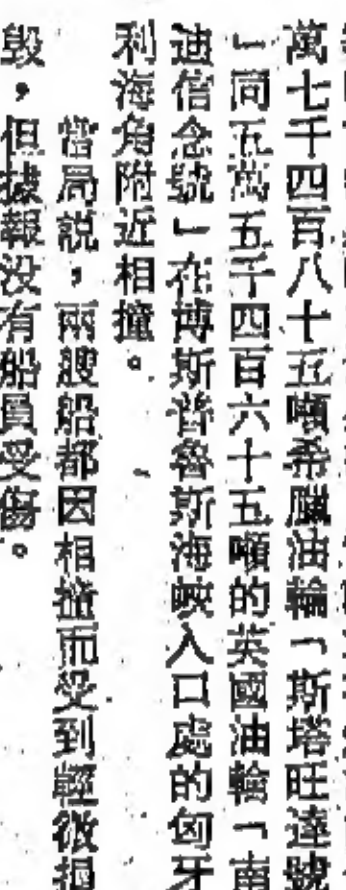 萬七千四百八十五噸希臘油輪「斯塔旺達號
」同五萬五千四百六十五噸的英國油輪「南
迪信念號」在博斯普魯斯海峽入口處的匈牙
利海角附近相撞。
當局說，兩艘船都因相撞而受到輕微損
毀，但據報沒有船員受傷。